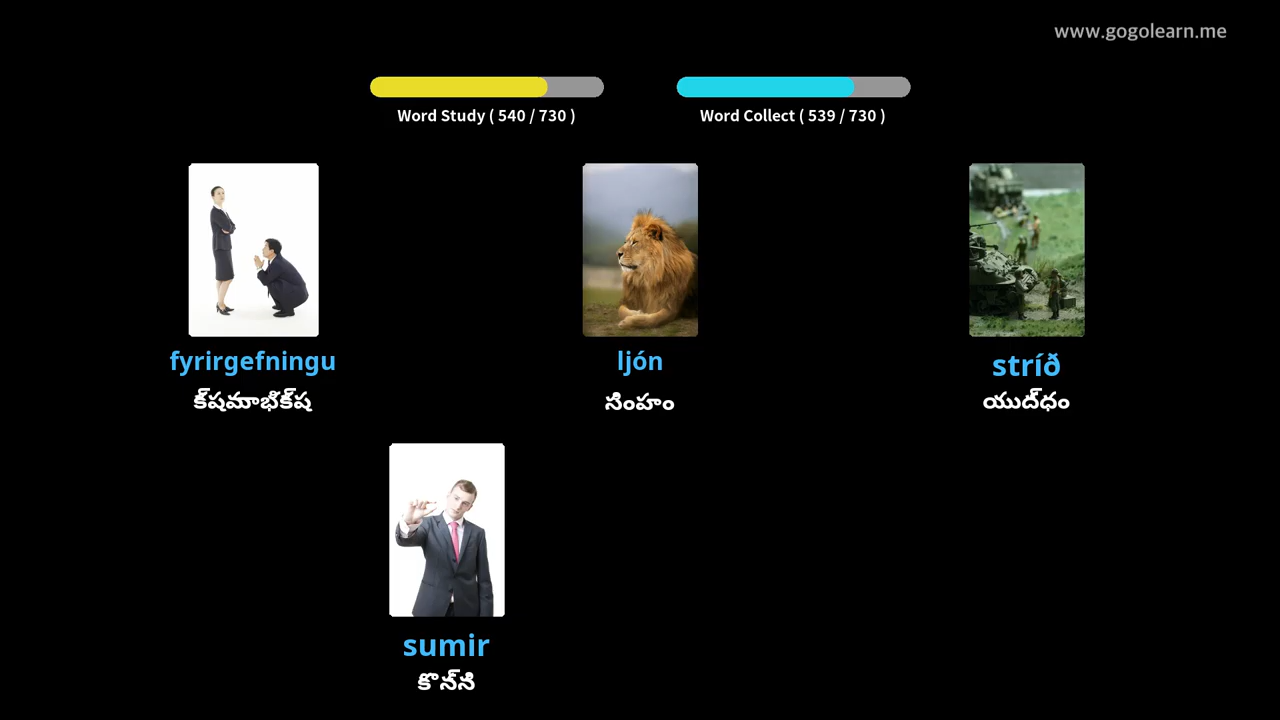 www.gogolearn.me
Word Study ( 540 / 730 )
Word Collect ( 539 / 730 )
fyrirgefningu
ljón
stríð
క్‌షమాభిక్‌ష
సింహం
యుద్‌ధం
sumir
కొన్‌ని